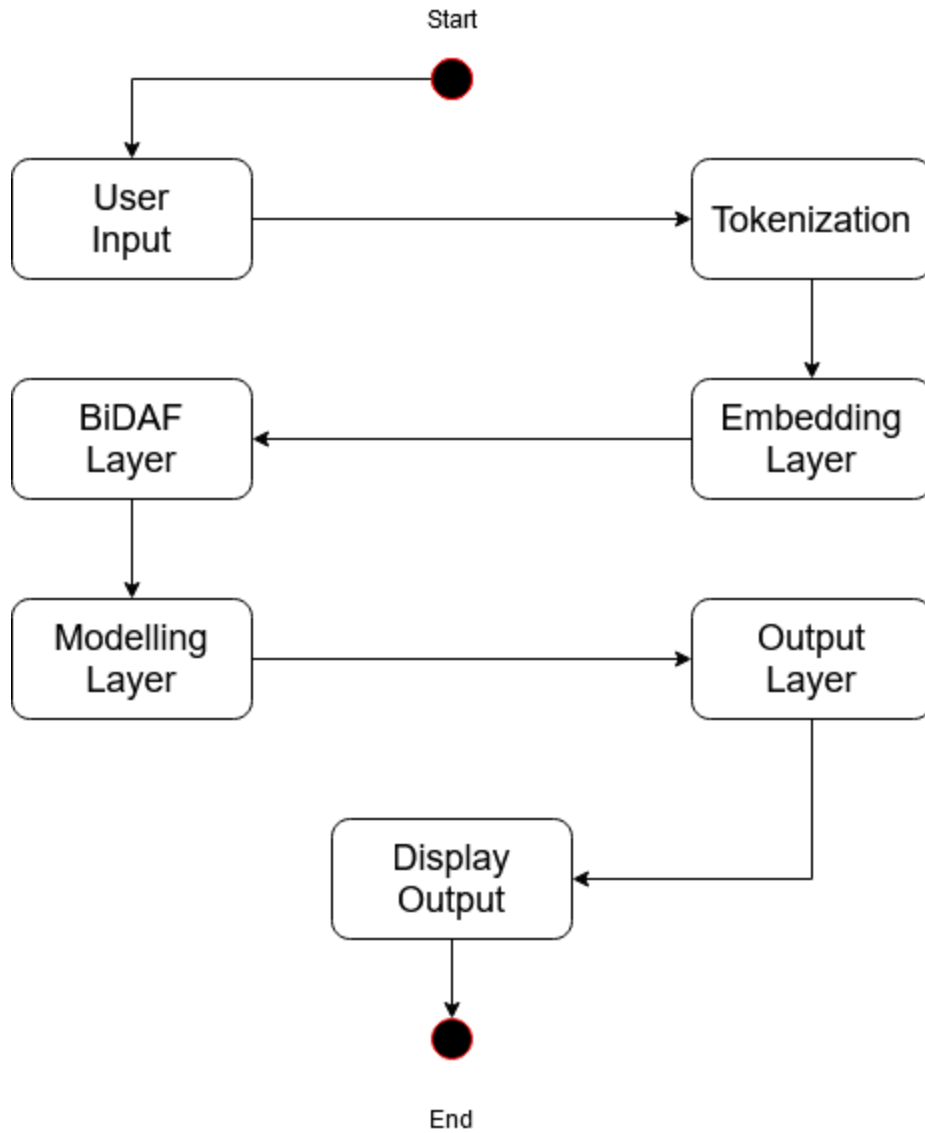 Start
User
Input
Tokenization
BiDAF
Layer
Embedding
Layer
Modelling
Layer
Output
Layer
Display
Output
End